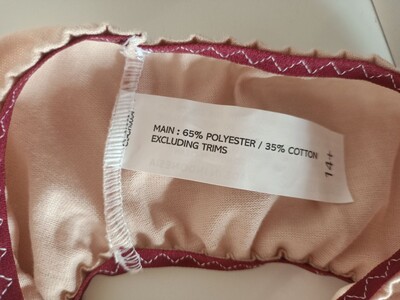 MAIN : 65% POLYESTER / 35% COTTON
EXCLUDING TRIMS
14+